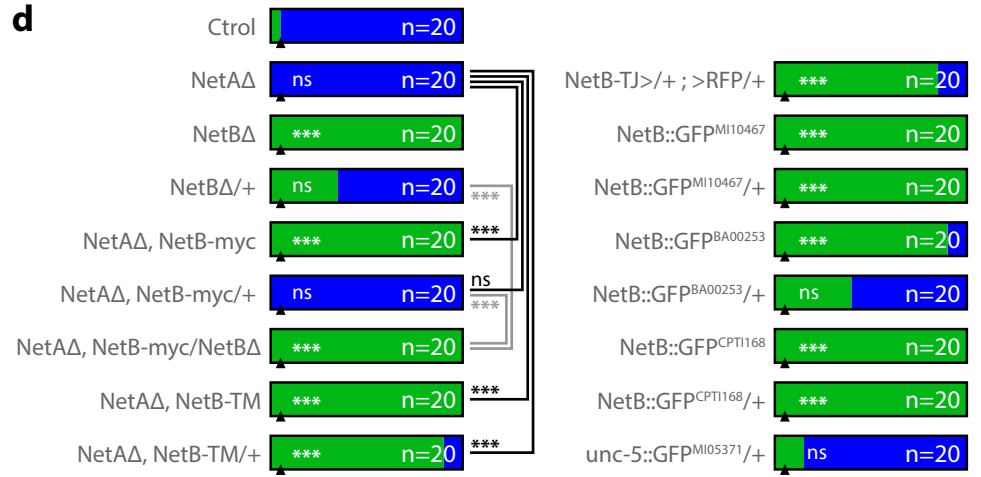 d
Ctrol n=20
NetAΔ ns n=20
NetBΔ *** n=20
NetBΔ/+ ns n=20 ***
NetAΔ, NetB-myc *** n=20 ***
NetAΔ, NetB-myc/+ ns n=20 ns ***
NetAΔ, NetB-myc/NetBΔ *** n=20
NetAΔ, NetB-TM *** n=20 ***
NetAΔ, NetB-TM/+ *** n=20 ***
NetB-TJ>/+ ; >RFP/+ *** n=20
NetB::GFPMI10467 *** n=20
NetB::GFPMI10467/+ *** n=20
NetB::GFPBA00253 *** n=20
NetB::GFPBA00253/+ ns n=20
NetB::GFPCPTI168 *** n=20
NetB::GFPCPTI168/+ *** n=20
unc-5::GFPMI05371/+ ns n=20